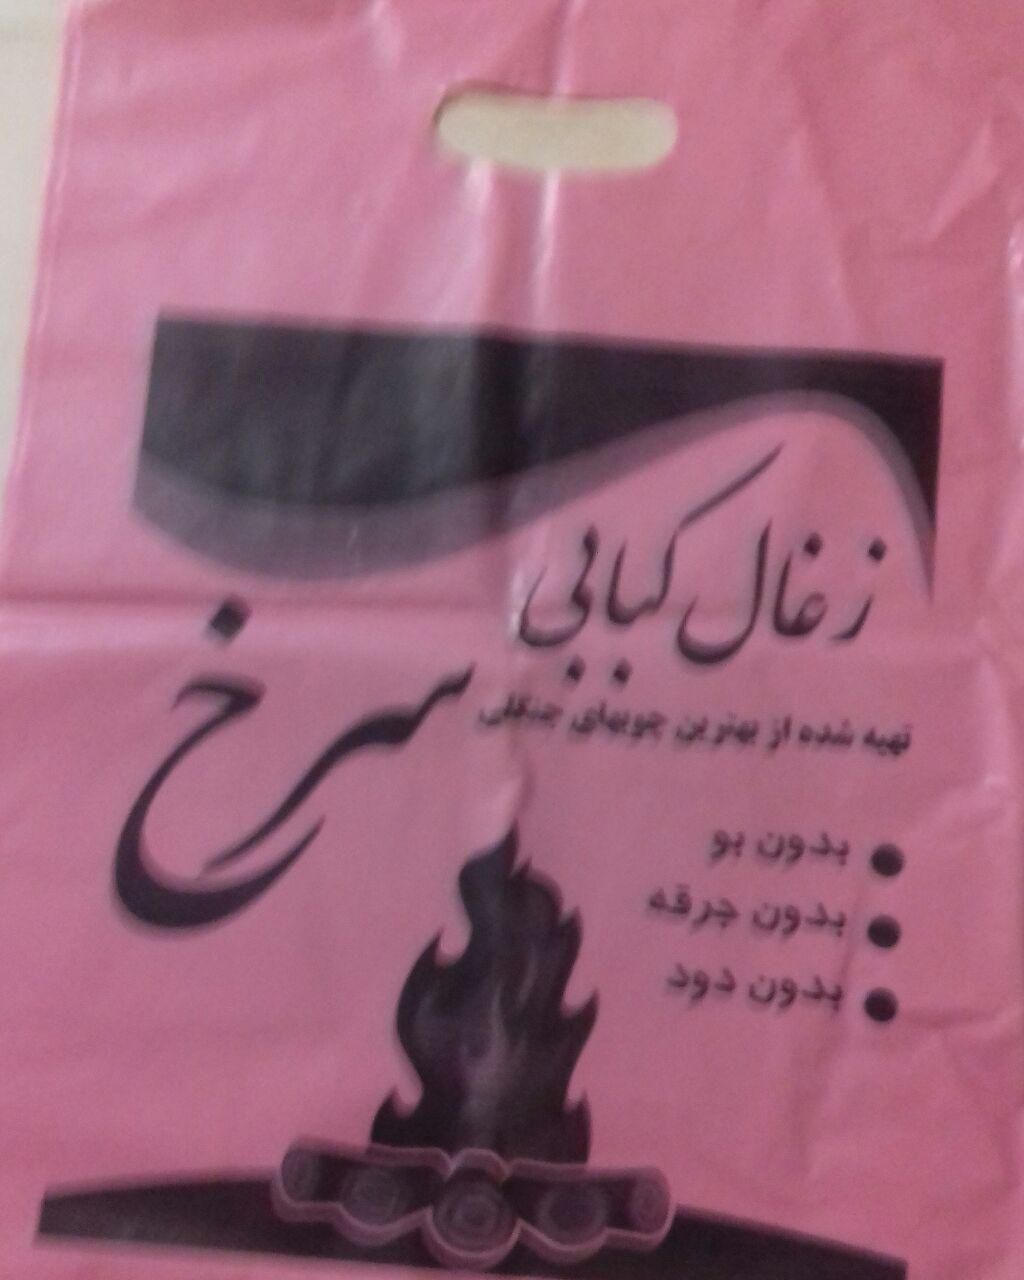 زغال کبابی
سرخ
تهیه شده از بهترین چوبهای جنگلی
بدون بو
بدون جرقه
بدون دود